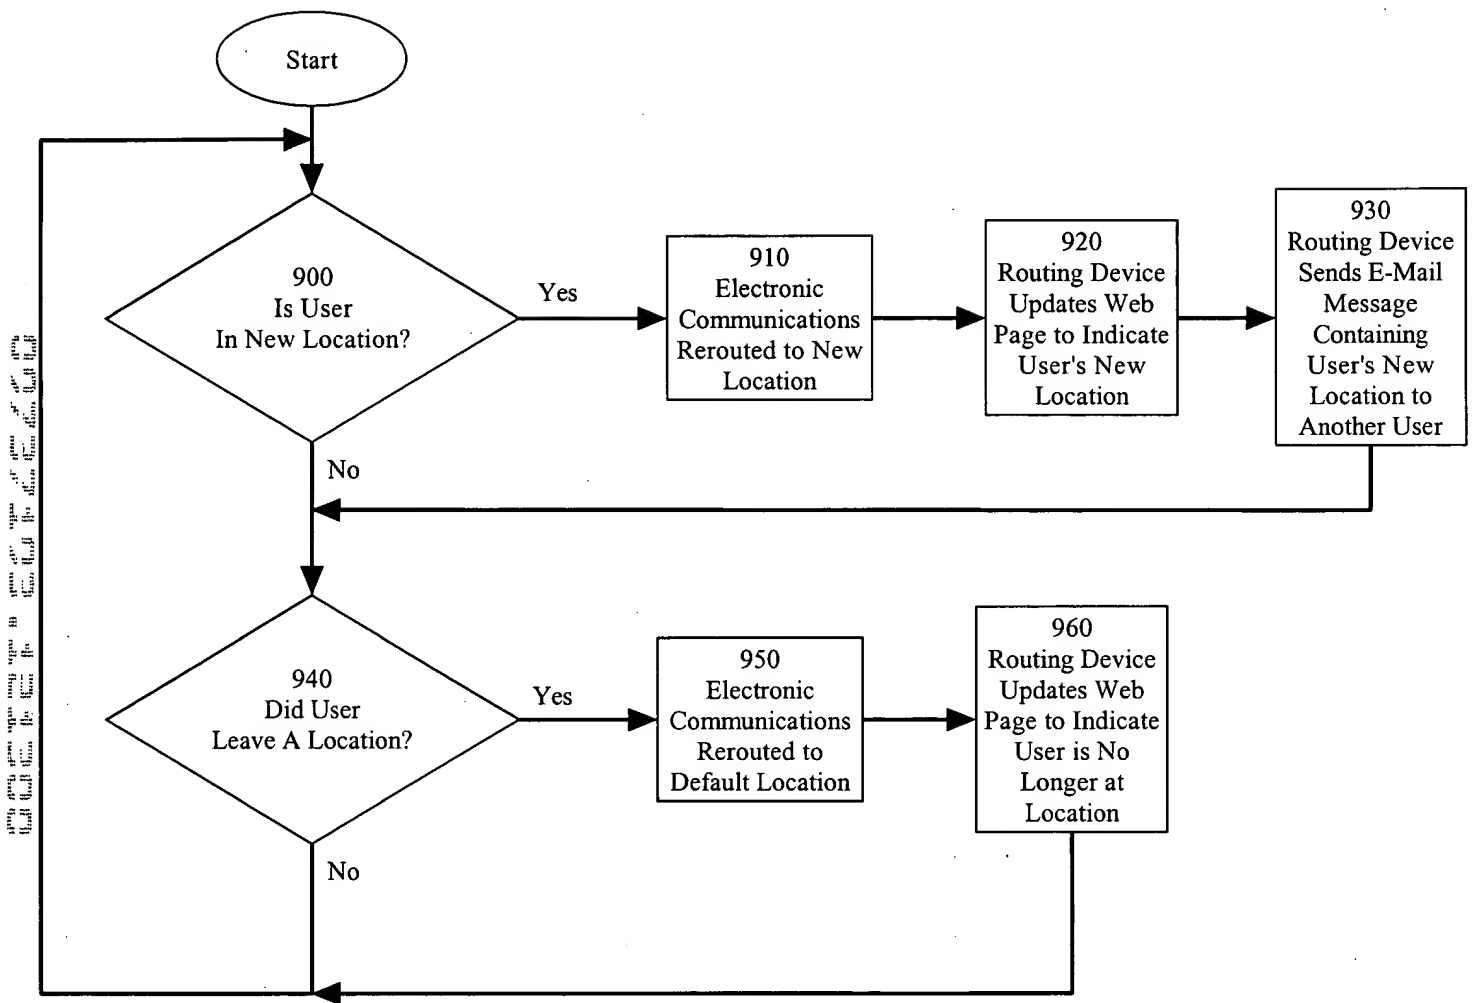 Start
900
Is User
In New Location?
Yes
910
Electronic
Communications
Rerouted to New
Location
920
Routing Device
Updates Web
Page to Indicate
User's New
Location
930
Routing Device
Sends E-Mail
Message
Containing
User's New
Location to
Another User
No
940
Did User
Leave A Location?
Yes
950
Electronic
Communications
Rerouted to
Default Location
960
Routing Device
Updates Web
Page to Indicate
User is No
Longer at
Location
No